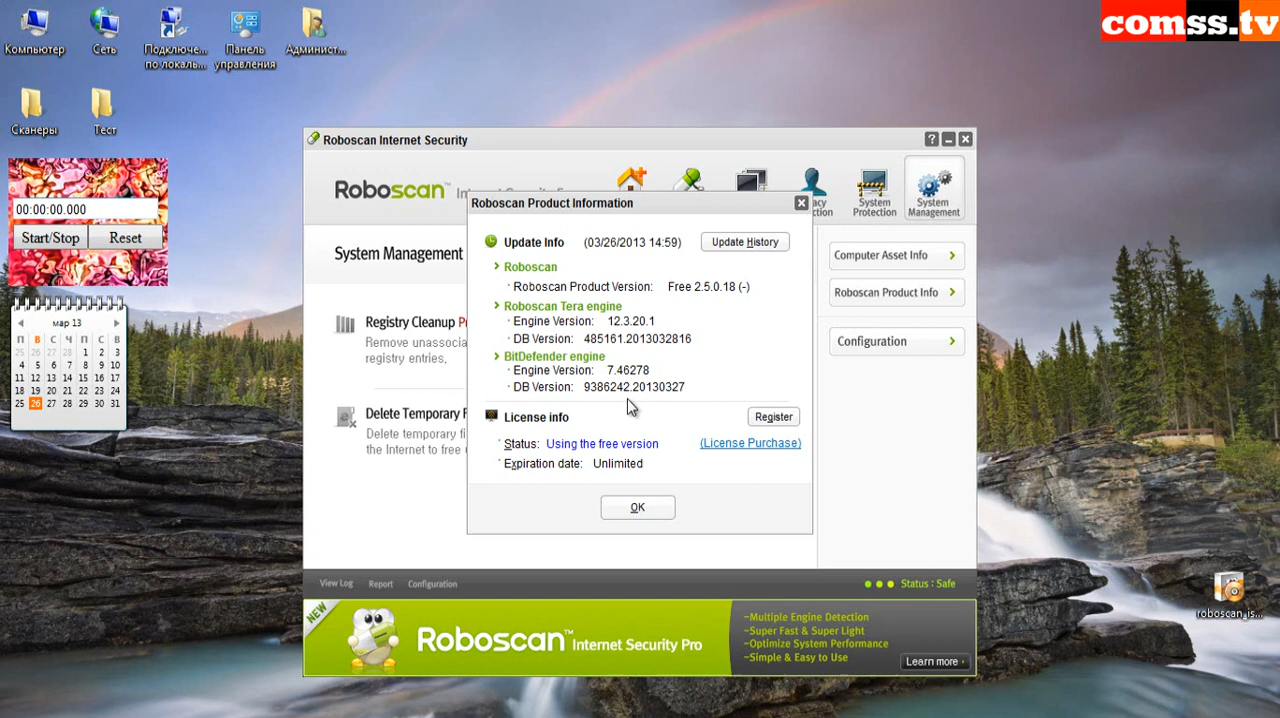 comss.tv
Компьютер
Сеть
Подключе... по локаль...
Панель управления
Админист...
Сканеры
Тест
00:00:00.000
Start/Stop Reset
мар 13
П В С Ч П С В
25 26 27 28 1 2 3
4 5 6 7 8 9 10
11 12 13 14 15 16 17
18 19 20 21 22 23 24
25 26 27 28 29 30 31
Roboscan Internet Security
Roboscan™
System Protection
System Management
System Management
Registry Cleanup
Remove unassocia
registry entries.
Delete Temporary F
Delete temporary fi
the Internet to free
Computer Asset Info
Roboscan Product Info
Configuration
Roboscan Product Information
Update Info (03/26/2013 14:59) Update History
Roboscan
Roboscan Product Version: Free 2.5.0.18 (-)
Roboscan Tera engine
Engine Version: 12.3.20.1
DB Version: 485161.2013032816
BitDefender engine
Engine Version: 7.46278
DB Version: 9386242.20130327
License info Register
Status: Using the free version (License Purchase)
Expiration date: Unlimited
OK
View Log Report Configuration Status : Safe
NEW
Roboscan™ Internet Security Pro
–Multiple Engine Detection
–Super Fast & Super Light
–Optimize System Performance
–Simple & Easy to Use
Learn more
roboscan_is...